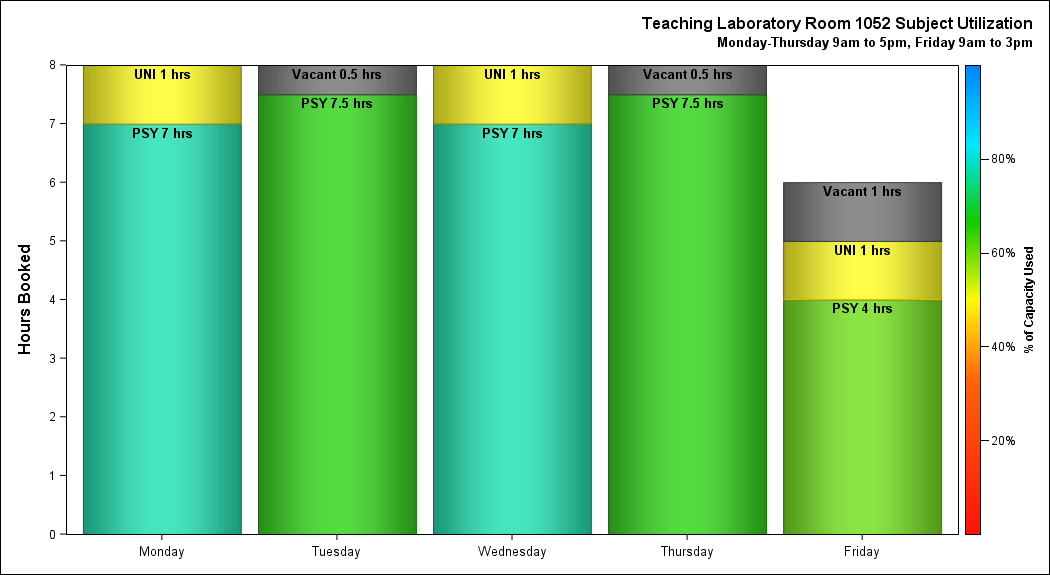 Teaching Laboratory Room 1052 Subject Utilization
Monday-Thursday 9am to 5pm, Friday 9am to 3pm
Hours Booked
8
7
6
5
4
3
2
1
0
UNI 1 hrs
PSY 7 hrs
Vacant 0.5 hrs
PSY 7.5 hrs
UNI 1 hrs
PSY 7 hrs
Vacant 0.5 hrs
PSY 7.5 hrs
Vacant 1 hrs
UNI 1 hrs
PSY 4 hrs
Monday
Tuesday
Wednesday
Thursday
Friday
80%
60%
40%
20%
% of Capacity Used